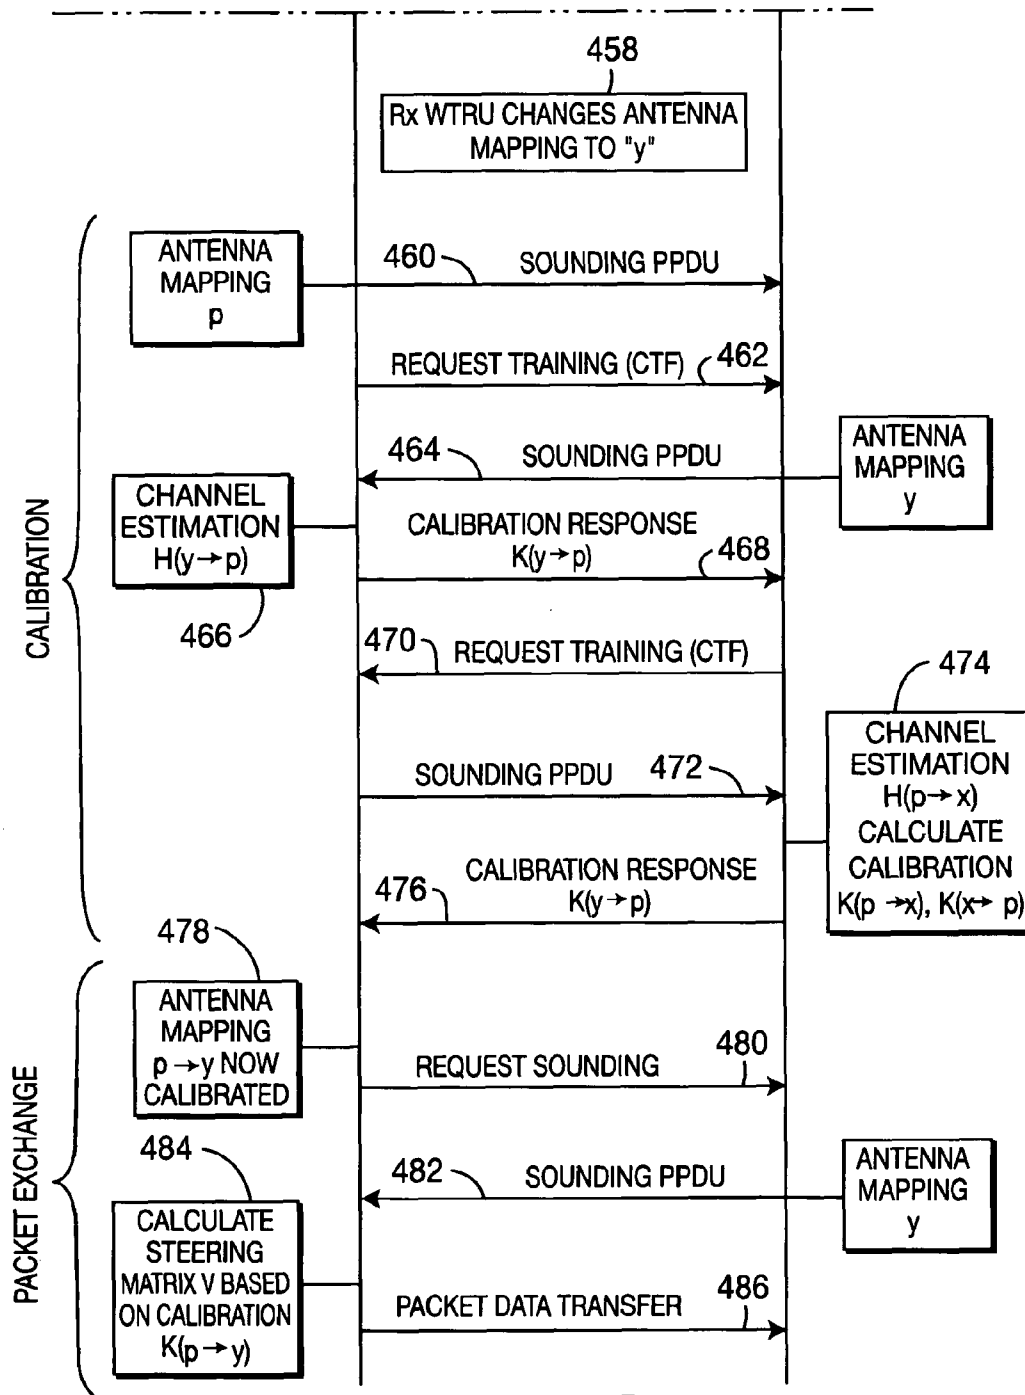 458
Rx WTRU CHANGES ANTENNA
MAPPING TO "y"
ANTENNA
MAPPING
p
460
SOUNDING PPDU
REQUEST TRAINING (CTF)
462
464
SOUNDING PPDU
ANTENNA
MAPPING
y
CHANNEL
ESTIMATION
H(y→p)
466
CALIBRATION RESPONSE
K(y→p)
468
CALIBRATION
470
REQUEST TRAINING (CTF)
474
CHANNEL
ESTIMATION
H(p→x)
CALCULATE
CALIBRATION
K(p→x), K(x→p)
SOUNDING PPDU
472
CALIBRATION RESPONSE
K(y→p)
476
478
ANTENNA
MAPPING
p→y NOW
CALIBRATED
REQUEST SOUNDING
480
PACKET EXCHANGE
482
SOUNDING PPDU
ANTENNA
MAPPING
y
484
CALCULATE
STEERING
MATRIX V BASED
ON CALIBRATION
K(p→y)
PACKET DATA TRANSFER
486